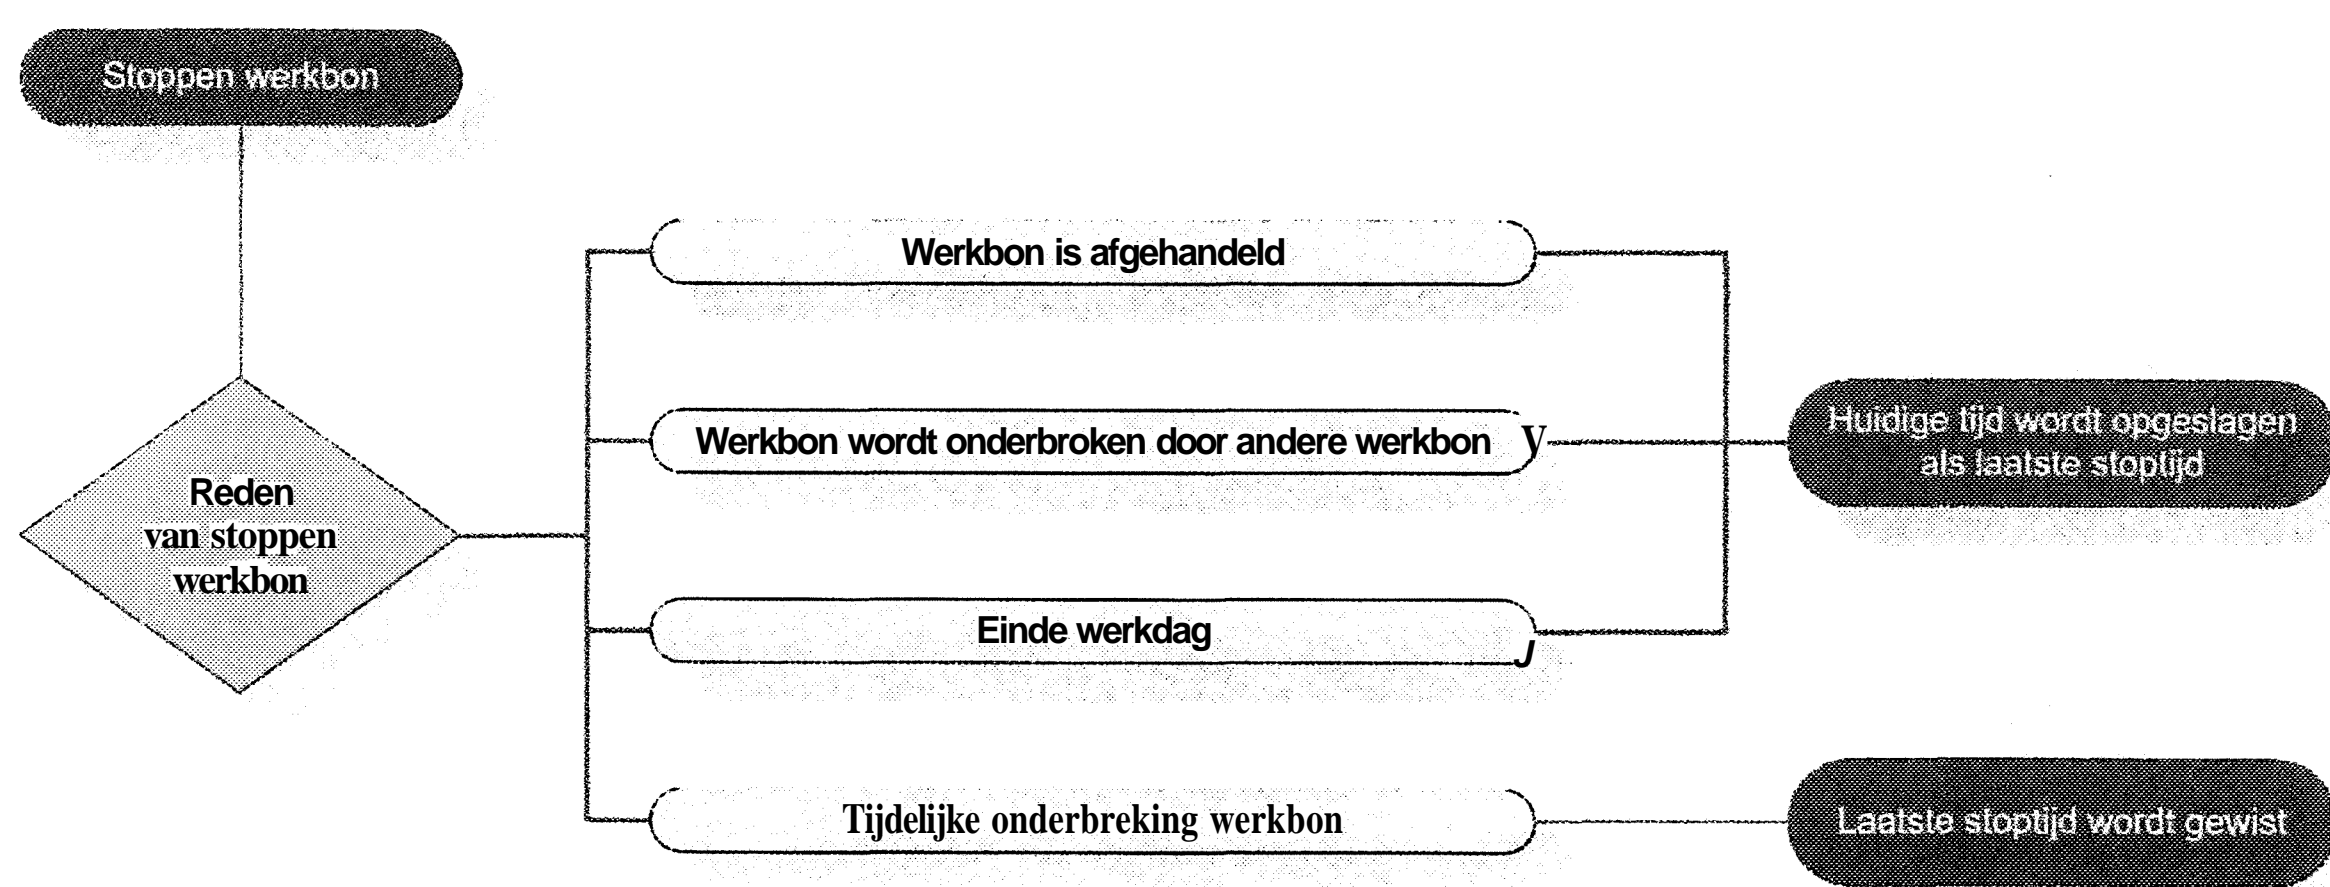 Stoppen werkbon
Werkbon is afgehandeld
Werkbon wordt onderbroken door andere werkbon
Huidige tijd wordt opgeslagen
als laatste stoptijd
Reden
van stoppen
werkbon
Einde werkdag
Tijdelijke onderbreking werkbon
Laatste stoptijd wordt gewist